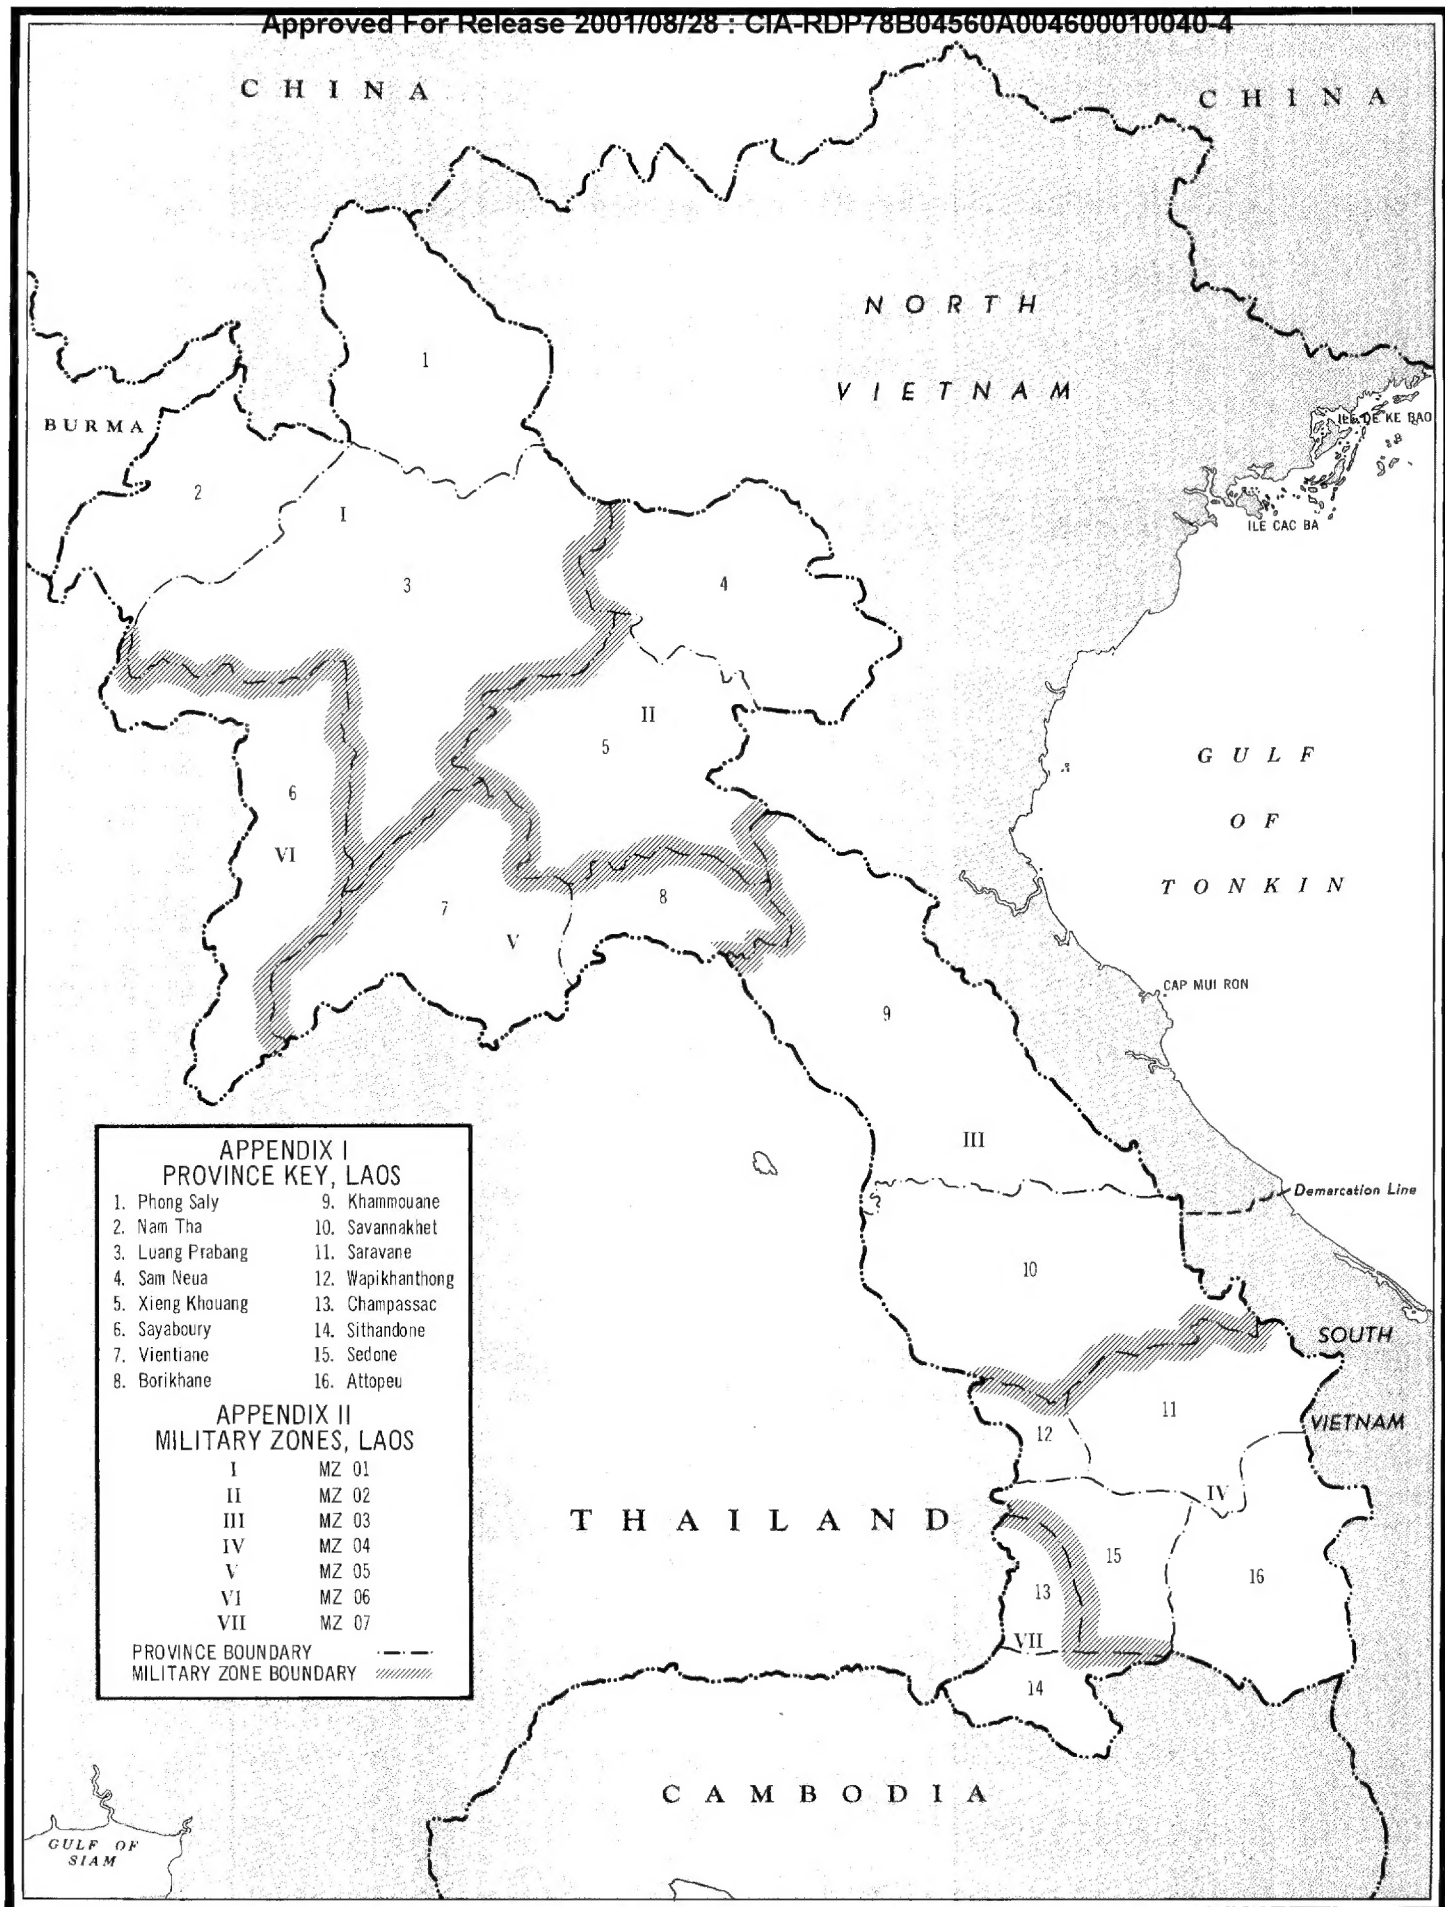 Approved For Release 2001/08/28 : CIA-RDP78B04560A004600010040-4
CHINA
CHINA
NORTH
VIETNAM
1
BURMA
ILE DE KE BAO
2
I
ILE CAC BA
3
4
II
5
GULF
OF
TONKIN
6
VI
7
8
V
CAP MUI RON
9
III
Demarcation Line
10
SOUTH
VIETNAM
11
12
IV
THAILAND
15
13
16
VII
14
CAMBODIA
GULF OF
SIAM
APPENDIX I
PROVINCE KEY, LAOS
1. Phong Saly 9. Khammouane
2. Nam Tha 10. Savannakhet
3. Luang Prabang 11. Saravane
4. Sam Neua 12. Wapikhanthong
5. Xieng Khouang 13. Champassac
6. Sayaboury 14. Sithandone
7. Vientiane 15. Sedone
8. Borikhane 16. Attopeu
APPENDIX II
MILITARY ZONES, LAOS
I MZ 01
II MZ 02
III MZ 03
IV MZ 04
V MZ 05
VI MZ 06
VII MZ 07
PROVINCE BOUNDARY
MILITARY ZONE BOUNDARY